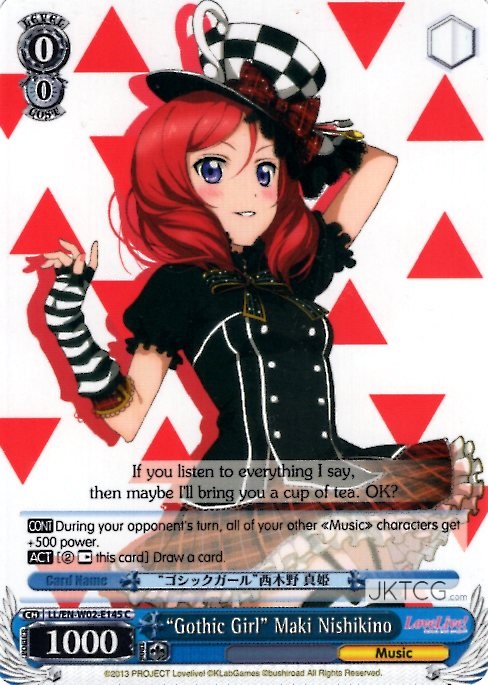 LEVEL
0
0
COST
If you listen to everything I say,
then maybe I'll bring you a cup of tea. OK?
CONT During your opponent's turn, all of your other «Music» characters get
+500 power.
ACT [② this card] Draw a card.
Card Name "ゴシックガール"西木野 真姫
JKTCG.com
CH LL/EN-W02-E145 C
POWER 1000 SOUL "Gothic Girl" Maki Nishikino LoveLive!
Music
©2013 PROJECT Lovelive! ©KLabGames ©bushiroad All Rights Reserved.